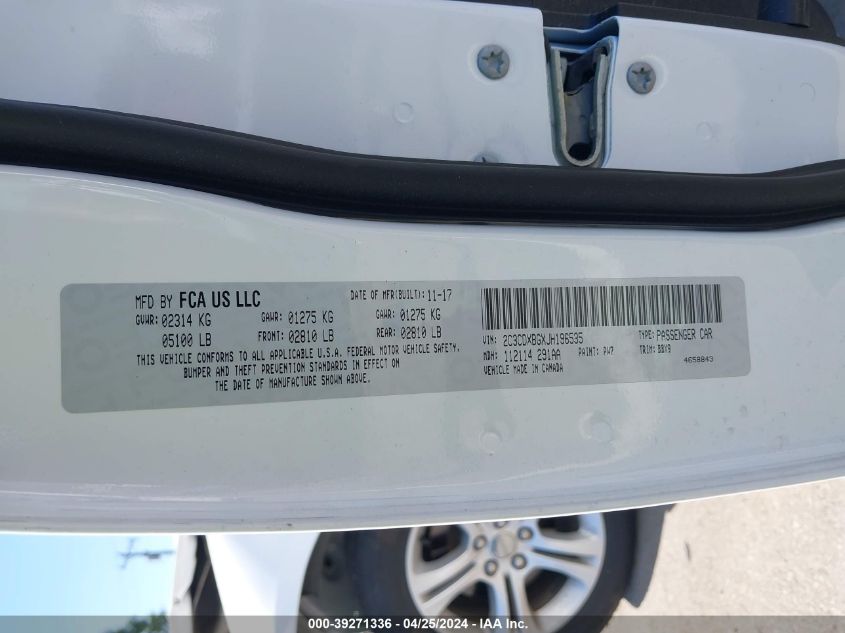 MFD BY FCA US LLC
DATE OF MFR(BUILT): 11-17
GVWR: 02314 KG GAWR: 01275 KG GAWR: 01275 KG
05100 LB FRONT: 02810 LB REAR: 02810 LB
THIS VEHICLE CONFORMS TO ALL APPLICABLE U.S.A. FEDERAL MOTOR VEHICLE SAFETY,
BUMPER AND THEFT PREVENTION STANDARDS IN EFFECT ON
THE DATE OF MANUFACTURE SHOWN ABOVE.
VIN: 2C3CDXBGXJH196535 TYPE: PASSENGER CAR
MDH: 112114 291AA PAINT: PW7 TRIM: BBX9
VEHICLE MADE IN CANADA 4658843
000-39271336 - 04/25/2024 - IAA Inc.